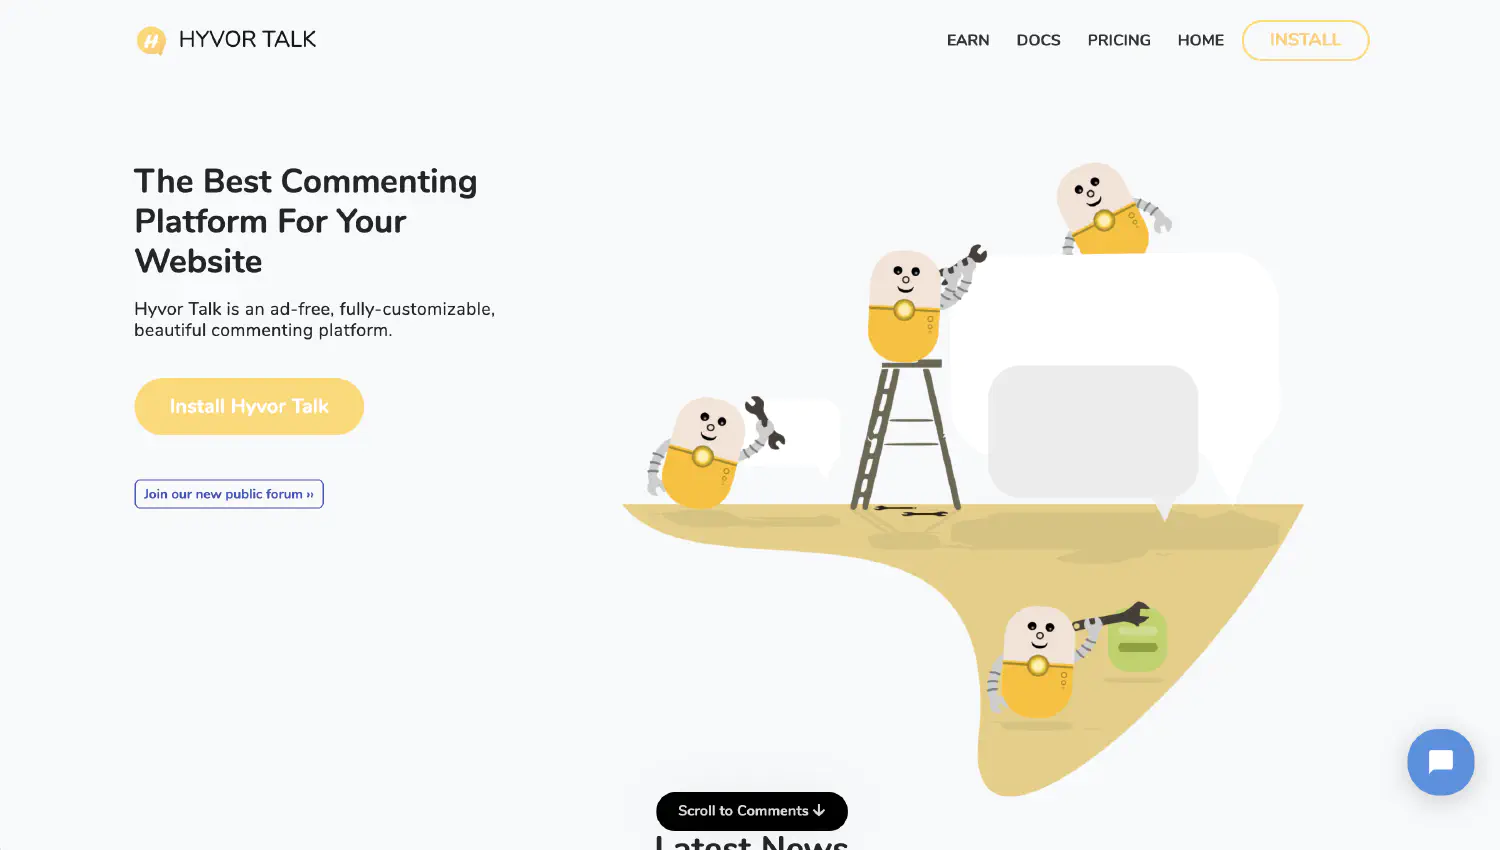 HYVOR TALK
EARN
DOCS
PRICING
HOME
INSTALL
The Best Commenting
Platform For Your
Website
Hyvor Talk is an ad-free, fully-customizable,
beautiful commenting platform.
Install Hyvor Talk
Join our new public forum ››
Scroll to Comments ↓
Latest News